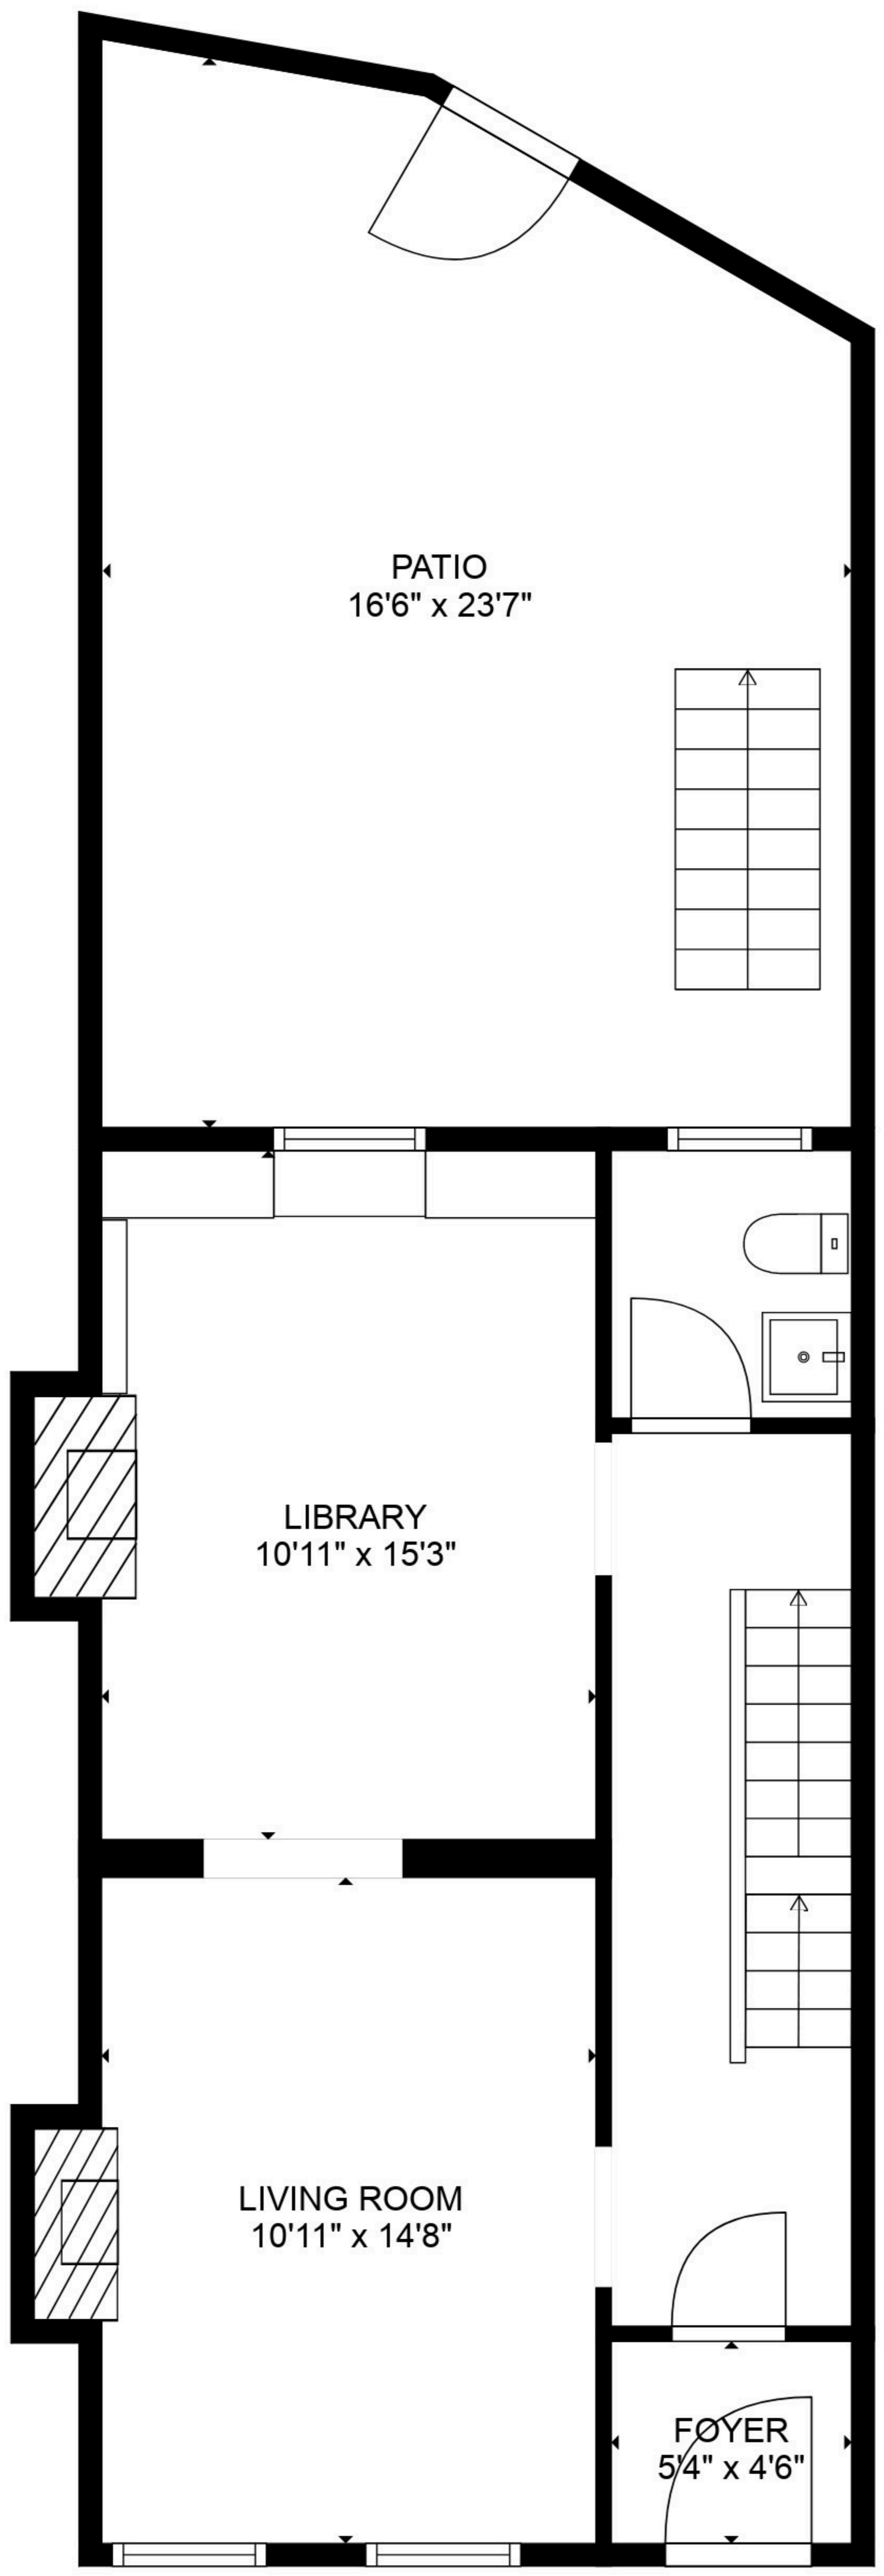 PATIO
16'6" x 23'7"
LIBRARY
10'11" x 15'3"
LIVING ROOM
10'11" x 14'8"
FOYER
5'4" x 4'6"